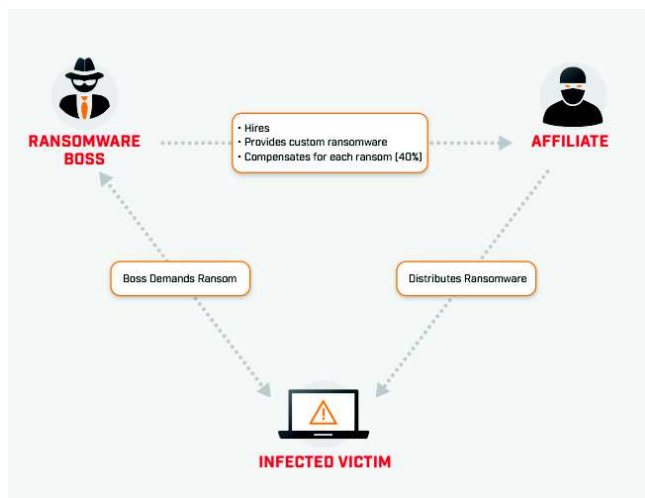 • Hires
• Provides custom ransomware
• Compensates for each ransom (40%)
RANSOMWARE
BOSS
AFFILIATE
Boss Demands Ransom
Distributes Ransomware
INFECTED VICTIM